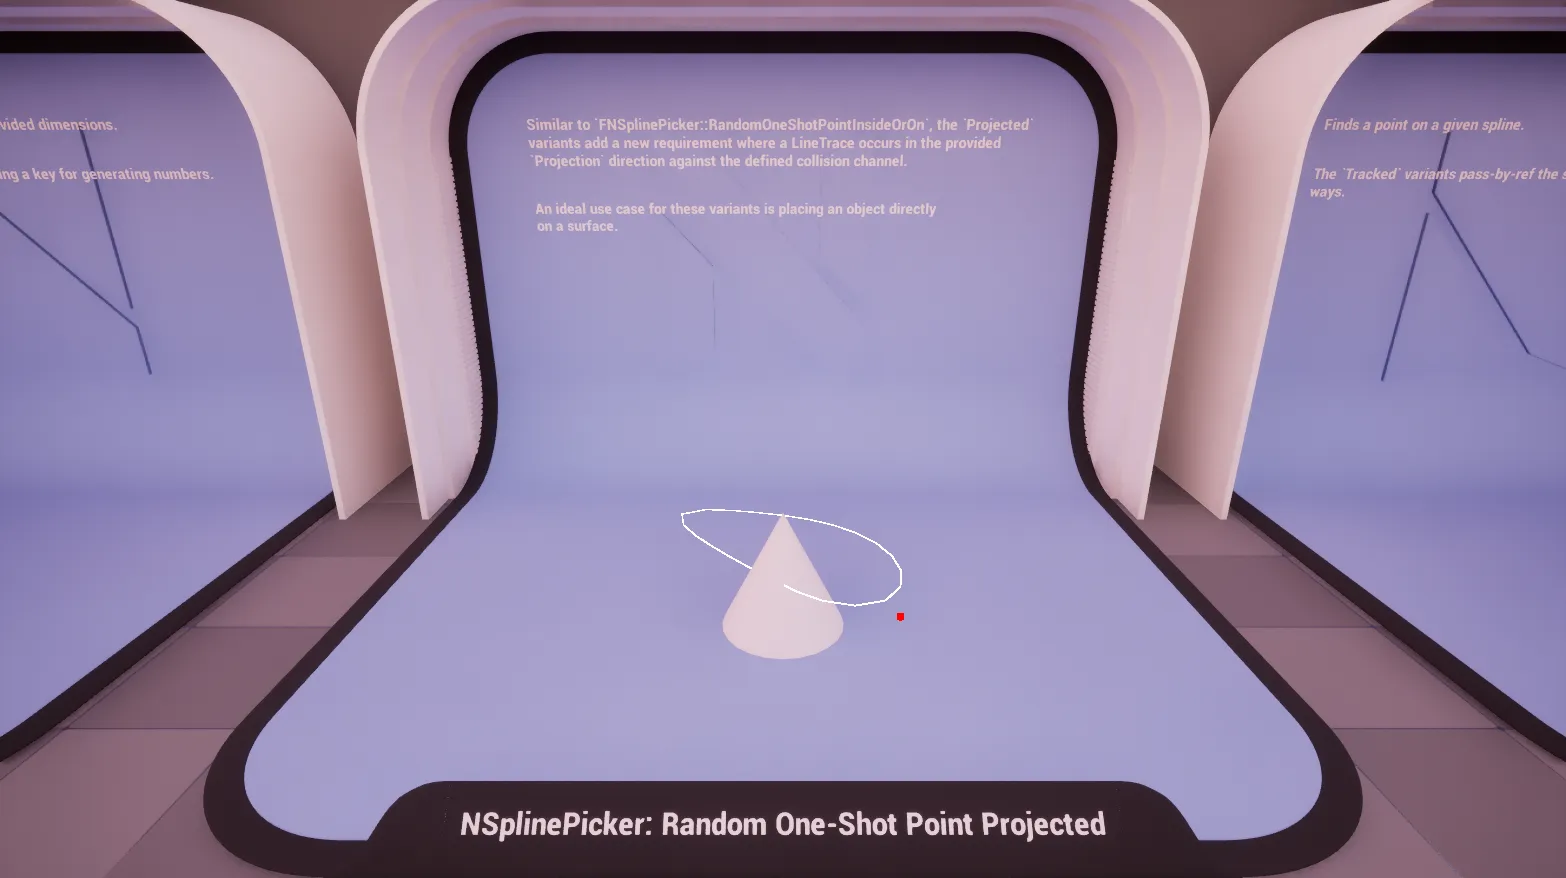 vided dimensions.
ing a key for generating numbers.
Similar to `FNSplinePicker::RandomOneShotPointInsideOrOn`, the `Projected`
variants add a new requirement where a LineTrace occurs in the provided
`Projection` direction against the defined collision channel.
An ideal use case for these variants is placing an object directly
on a surface.
Finds a point on a given spline.
The `Tracked` variants pass-by-ref the s
ways.
NSplinePicker: Random One-Shot Point Projected